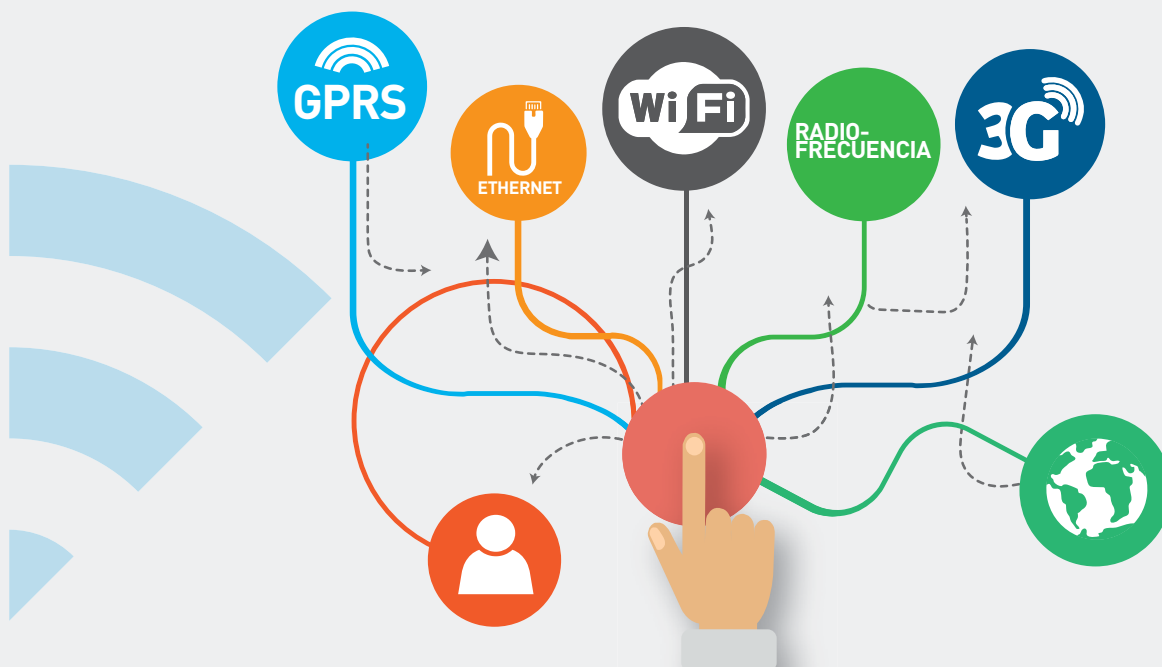 GPRS
ETHERNET
WiFi
RADIO-
FRECUENCIA
3G